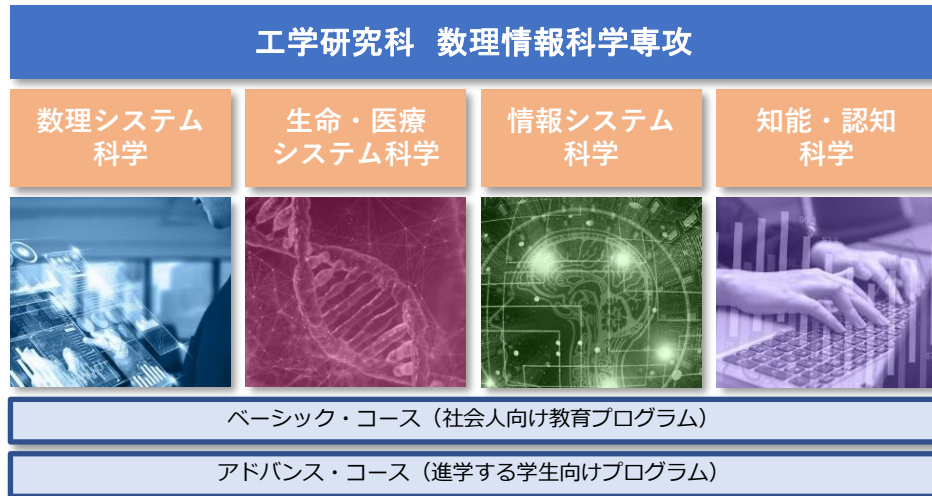 工学研究科 数理情報科学専攻
数理システム
科学
生命・医療
システム科学
情報システム
科学
知能・認知
科学
ベーシック・コース（社会人向け教育プログラム）
アドバンス・コース（進学する学生向けプログラム）